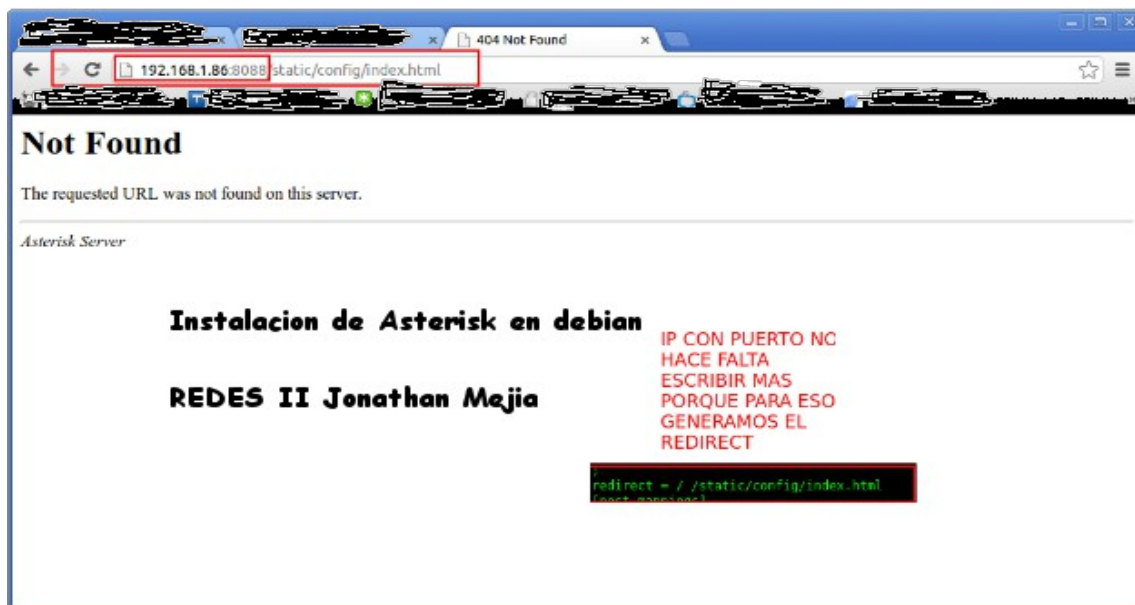 404 Not Found
192.168.1.86:8088/static/config/index.html
Not Found
The requested URL was not found on this server.
Asterisk Server
Instalacion de Asterisk en debian
IP CON PUERTO NO
HACE FALTA
ESCRIBIR MAS
PORQUE PARA ESO
GENERAMOS EL
REDIRECT
REDES II Jonathan Mejia
redirect = / /static/config/index.html
[post_mappings]